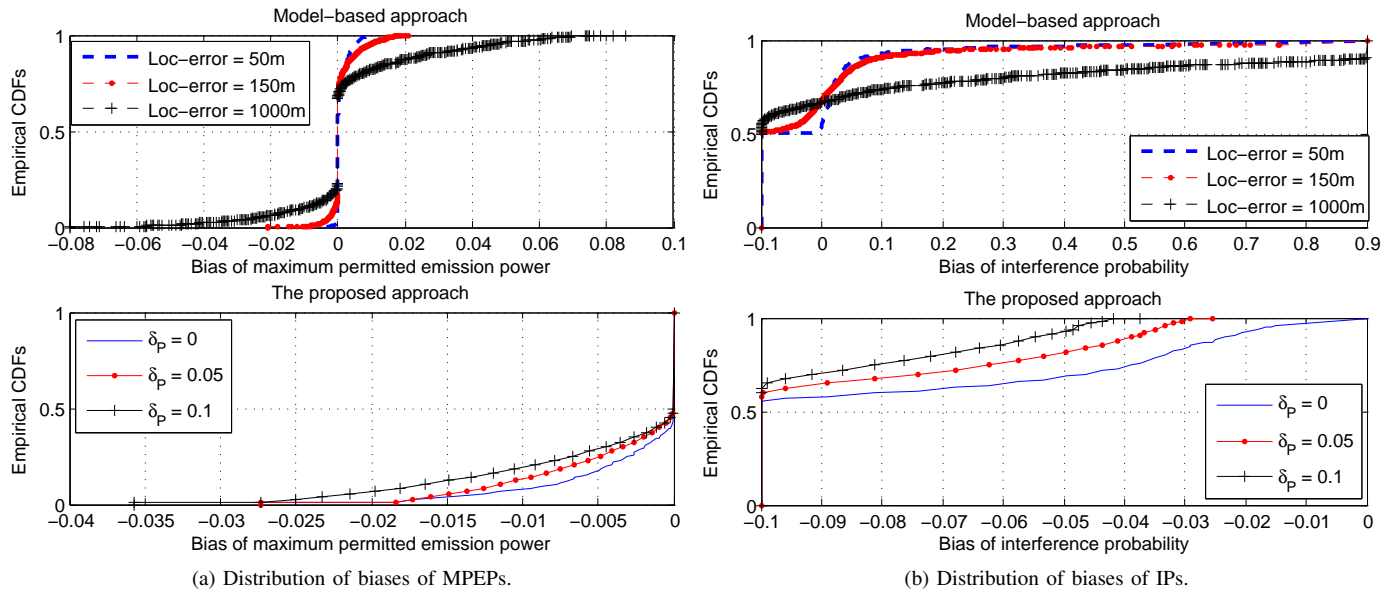 Model−based approach
Empirical CDFs
1
0.5
0
Loc−error = 50m
Loc−error = 150m
Loc−error = 1000m
−0.08 −0.06 −0.04 −0.02 0 0.02 0.04 0.06 0.08 0.1
Bias of maximum permitted emission power
The proposed approach
Empirical CDFs
1
0.5
0
δP = 0
δP = 0.05
δP = 0.1
−0.04 −0.035 −0.03 −0.025 −0.02 −0.015 −0.01 −0.005 0
Bias of maximum permitted emission power
(a) Distribution of biases of MPEPs.
Model−based approach
Empirical CDFs
1
0.5
0
Loc−error = 50m
Loc−error = 150m
Loc−error = 1000m
−0.1 0 0.1 0.2 0.3 0.4 0.5 0.6 0.7 0.8 0.9
Bias of interference probability
The proposed approach
Empirical CDFs
1
0.5
0
δP = 0
δP = 0.05
δP = 0.1
−0.1 −0.09 −0.08 −0.07 −0.06 −0.05 −0.04 −0.03 −0.02 −0.01 0
Bias of interference probability
(b) Distribution of biases of IPs.